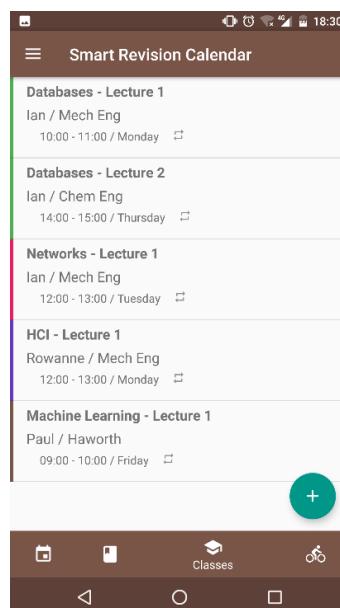 18:30
Smart Revision Calendar
Databases - Lecture 1
Ian / Mech Eng
10:00 - 11:00 / Monday
Databases - Lecture 2
Ian / Chem Eng
14:00 - 15:00 / Thursday
Networks - Lecture 1
Ian / Mech Eng
12:00 - 13:00 / Tuesday
HCI - Lecture 1
Rowanne / Mech Eng
12:00 - 13:00 / Monday
Machine Learning - Lecture 1
Paul / Haworth
09:00 - 10:00 / Friday
+
Classes